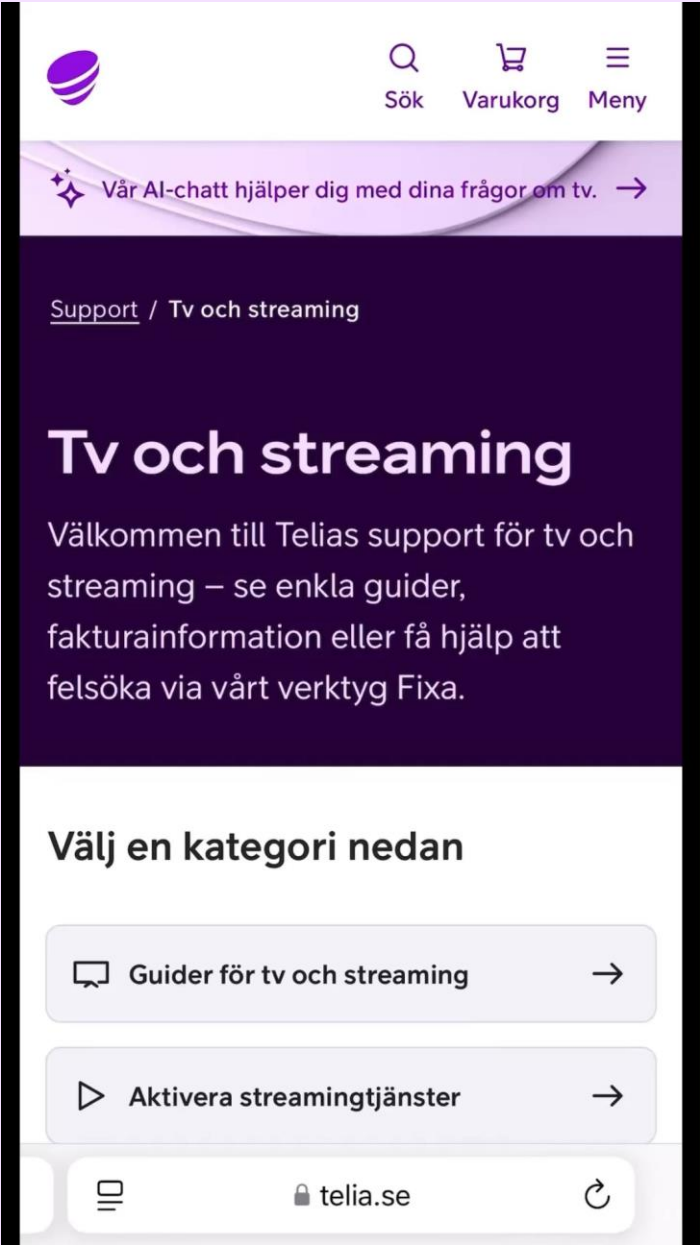 Sök Varukorg Meny
Vår AI-chatt hjälper dig med dina frågor om tv.
Support / Tv och streaming
Tv och streaming
Välkommen till Telias support för tv och
streaming – se enkla guider,
fakturainformation eller få hjälp att
felsöka via vårt verktyg Fixa.
Välj en kategori nedan
Guider för tv och streaming
Aktivera streamingtjänster
telia.se